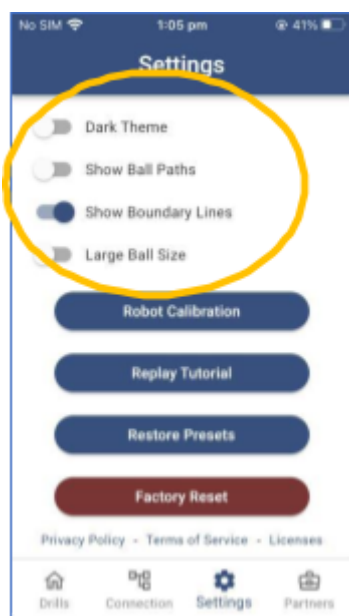 No SIM 1:05 pm 41%
Settings
Dark Theme
Show Ball Paths
Show Boundary Lines
Large Ball Size
Robot Calibration
Replay Tutorial
Restore Presets
Factory Reset
Privacy Policy - Terms of Service - Licenses
Drills Connection Settings Partners